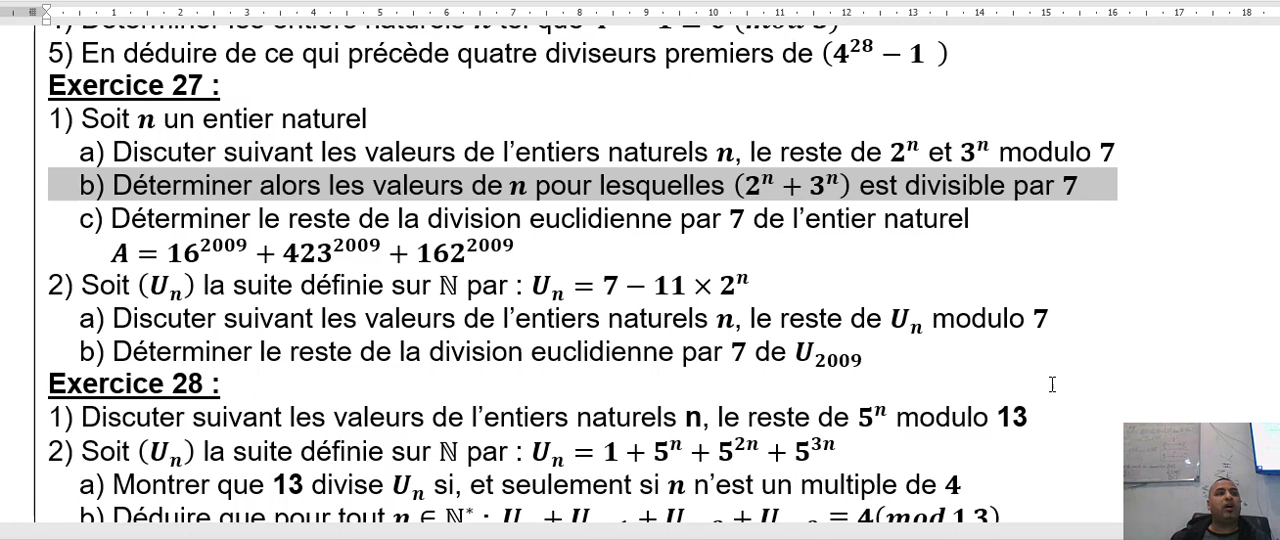 5) En déduire de ce qui précède quatre diviseurs premiers de (4²⁸ − 1 )
Exercice 27 :
1) Soit n un entier naturel
a) Discuter suivant les valeurs de l’entiers naturels n, le reste de 2ⁿ et 3ⁿ modulo 7
b) Déterminer alors les valeurs de n pour lesquelles (2ⁿ + 3ⁿ) est divisible par 7
c) Déterminer le reste de la division euclidienne par 7 de l’entier naturel
A = 16²⁰⁰⁹ + 423²⁰⁰⁹ + 162²⁰⁰⁹
2) Soit (Uₙ) la suite définie sur ℕ par : Uₙ = 7 − 11 × 2ⁿ
a) Discuter suivant les valeurs de l’entiers naturels n, le reste de Uₙ modulo 7
b) Déterminer le reste de la division euclidienne par 7 de U₂₀₀₉
Exercice 28 :
1) Discuter suivant les valeurs de l’entiers naturels n, le reste de 5ⁿ modulo 13
2) Soit (Uₙ) la suite définie sur ℕ par : Uₙ = 1 + 5ⁿ + 5²ⁿ + 5³ⁿ
a) Montrer que 13 divise Uₙ si, et seulement si n n’est un multiple de 4
b) Déduire que pour tout n ∈ ℕ* :